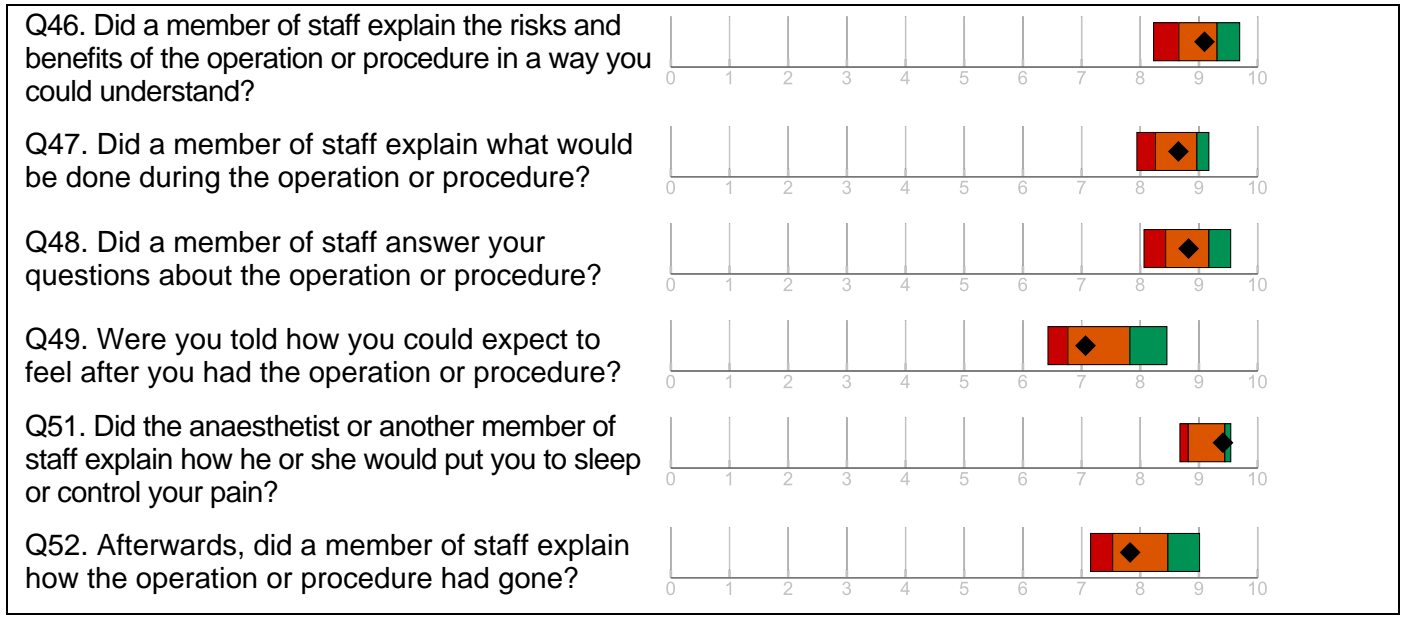 Q46. Did a member of staff explain the risks and
benefits of the operation or procedure in a way you
could understand?
0 1 2 3 4 5 6 7 8 9 10
Q47. Did a member of staff explain what would
be done during the operation or procedure?
0 1 2 3 4 5 6 7 8 9 10
Q48. Did a member of staff answer your
questions about the operation or procedure?
0 1 2 3 4 5 6 7 8 9 10
Q49. Were you told how you could expect to
feel after you had the operation or procedure?
0 1 2 3 4 5 6 7 8 9 10
Q51. Did the anaesthetist or another member of
staff explain how he or she would put you to sleep
or control your pain?
0 1 2 3 4 5 6 7 8 9 10
Q52. Afterwards, did a member of staff explain
how the operation or procedure had gone?
0 1 2 3 4 5 6 7 8 9 10